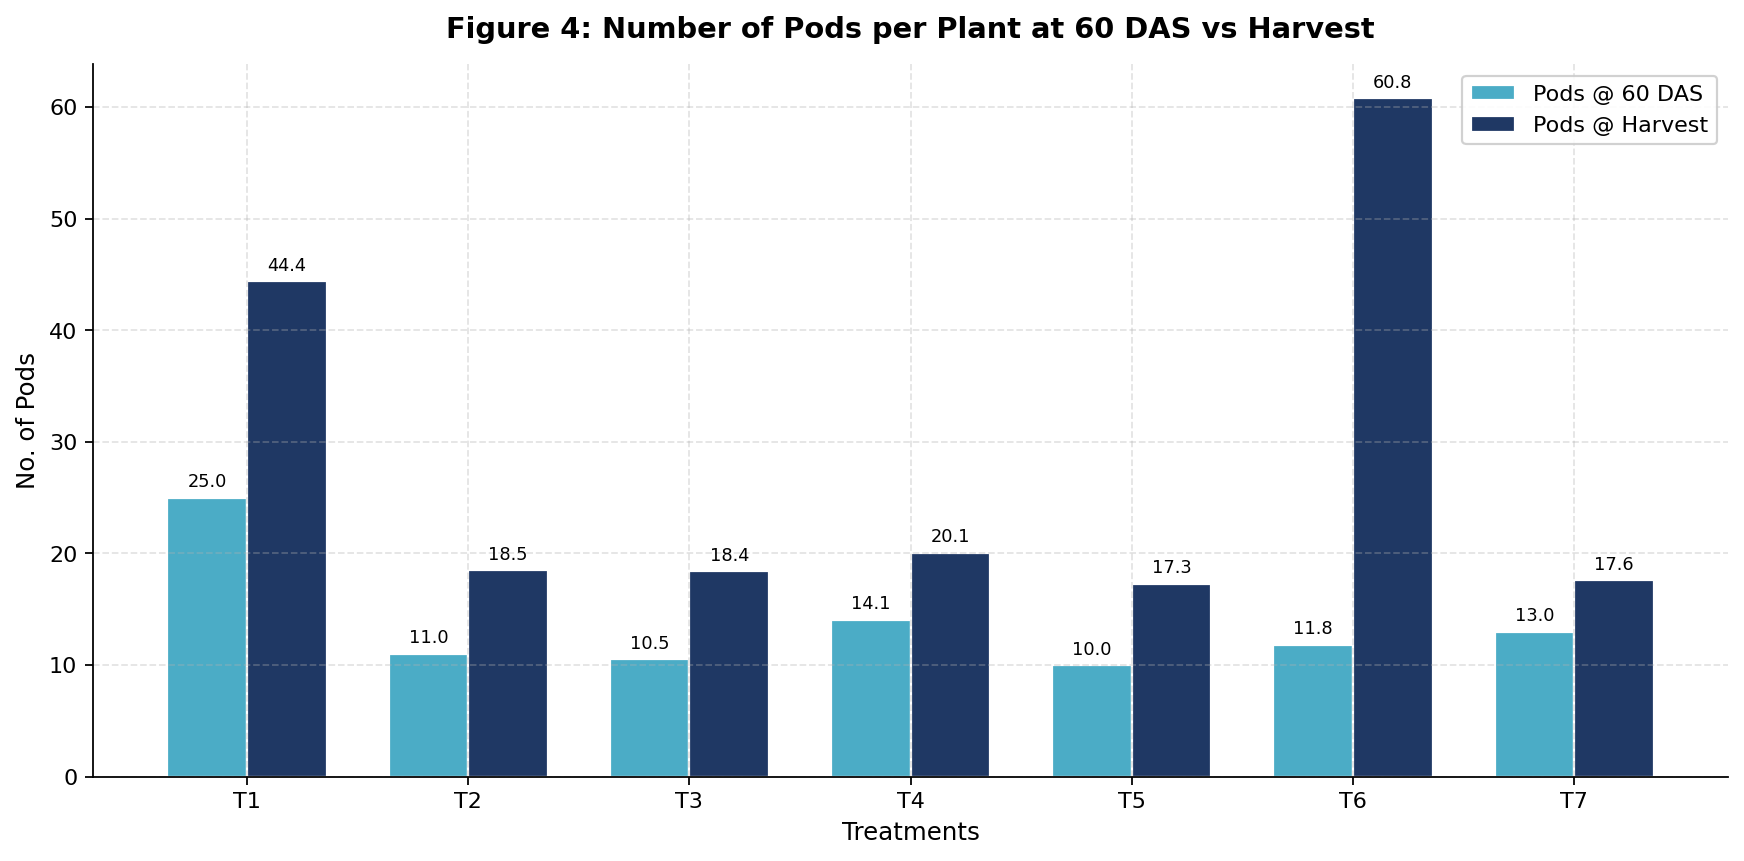 Figure 4: Number of Pods per Plant at 60 DAS vs Harvest
Pods @ 60 DAS
Pods @ Harvest
No. of Pods
60
50
40
30
20
10
0
25.0
44.4
11.0
18.5
10.5
18.4
14.1
20.1
10.0
17.3
11.8
60.8
13.0
17.6
T1
T2
T3
T4
T5
T6
T7
Treatments